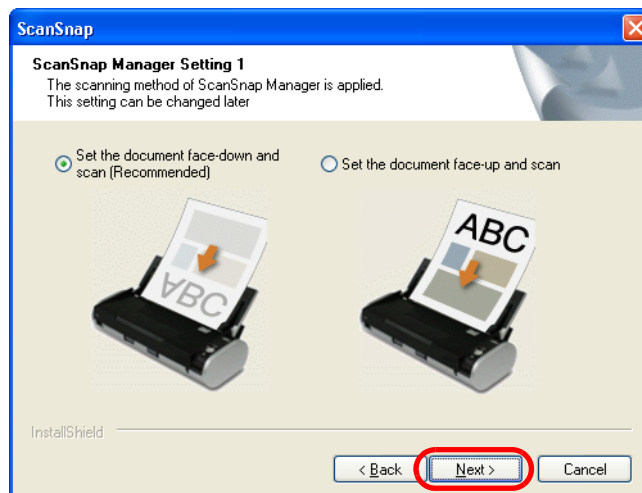 ScanSnap
ScanSnap Manager Setting 1
The scanning method of ScanSnap Manager is applied.
This setting can be changed later
Set the document face-down and
scan (Recommended)
Set the document face-up and scan
ABC
ABC
InstallShield
< Back
Next >
Cancel